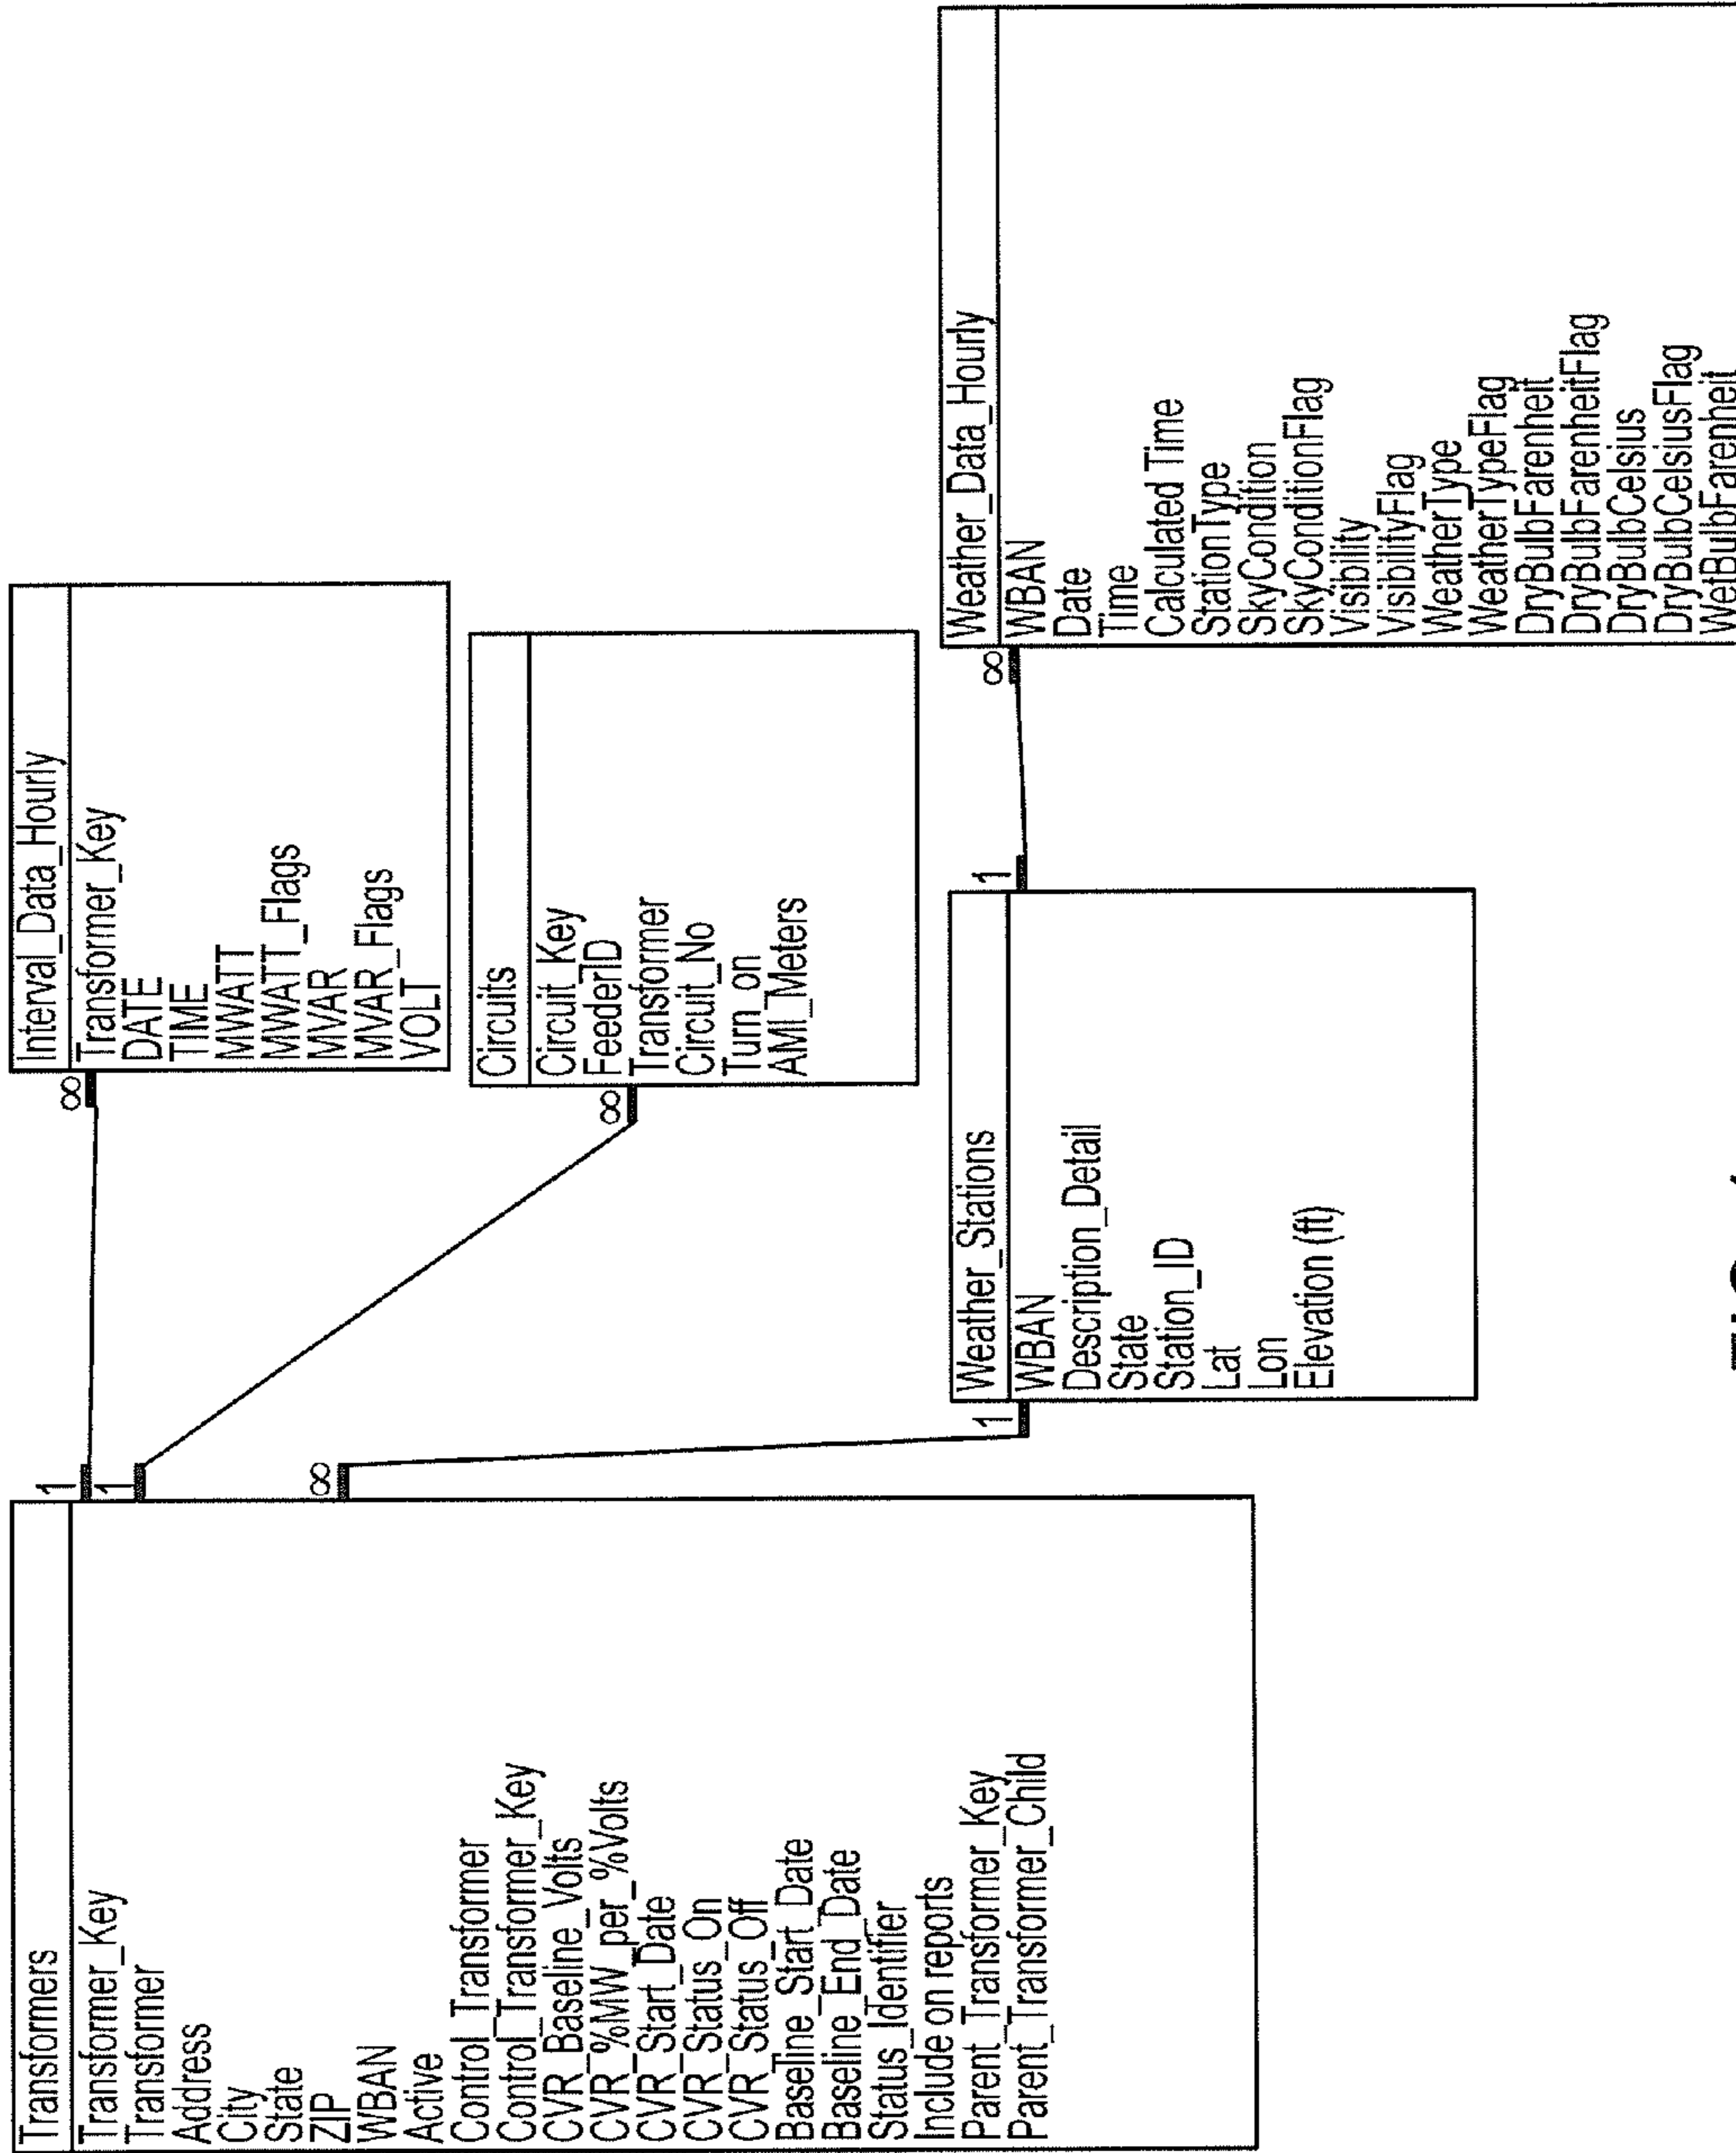 Transformers
Transformer_Key
Transformer
Address
City
State
ZIP
WBAN
Active
Control_Transformer
Control_Transformer_Key
CVR_Baseline_Volts
CVR_%MW_per_%Volts
CVR_Start_Date
CVR_Status_On
CVR_Status_Off
Baseline_Start_Date
Baseline_End_Date
Status_Identifier
Include on reports
Parent_Transformer_Key
Parent_Transformer_Child
1
1
∞
∞
Interval_Data_Hourly
Transformer_Key
DATE
TIME
MWATT
MWATT_Flags
MVAR
MVAR_Flags
VOLT
∞
Circuits
Circuit_Key
FeederID
Transformer
Circuit_No
Turn_on
AMI_Meters
1
Weather_Stations
WBAN
Description_Detail
State
Station_ID
Lat
Lon
Elevation (ft)
1
∞
Weather_Data_Hourly
WBAN
Date
Time
Calculated Time
StationType
SkyCondition
SkyConditionFlag
Visibility
VisibilityFlag
WeatherType
WeatherTypeFlag
DryBulbFarenheit
DryBulbFarenheitFlag
DryBulbCelsius
DryBulbCelsiusFlag
WetBulbFarenheit